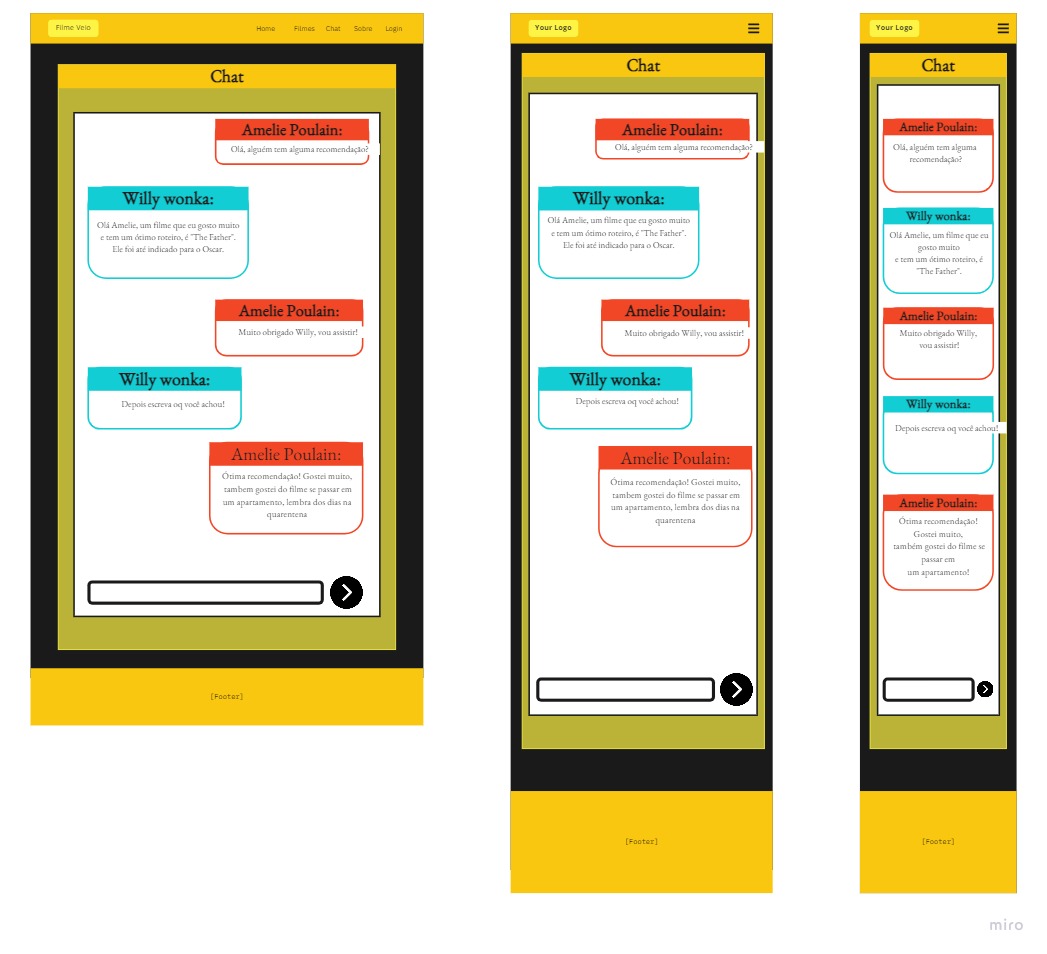 Filme Velo
Home
Filmes
Chat
Sobre
Login
Chat
Amelie Poulain:
Olá, alguém tem alguma recomendação?
Willy wonka:
Olá Amelie, um filme que eu gosto muito
e tem um ótimo roteiro, é "The Father".
Ele foi até indicado para o Oscar.
Amelie Poulain:
Muito obrigado Willy, vou assistir!
Willy wonka:
Depois escreva oq você achou!
Amelie Poulain:
Ótima recomendação! Gostei muito,
tambem gostei do filme se passar em
um apartamento, lembra dos dias na
quarentena
[Footer]
Your Logo
Chat
Amelie Poulain:
Olá, alguém tem alguma recomendação?
Willy wonka:
Olá Amelie, um filme que eu gosto muito
e tem um ótimo roteiro, é "The Father".
Ele foi até indicado para o Oscar.
Amelie Poulain:
Muito obrigado Willy, vou assistir!
Willy wonka:
Depois escreva oq você achou!
Amelie Poulain:
Ótima recomendação! Gostei muito,
tambem gostei do filme se passar em
um apartamento, lembra dos dias na
quarentena
[Footer]
Your Logo
Chat
Amelie Poulain:
Olá, alguém tem alguma
recomendação?
Willy wonka:
Olá Amelie, um filme que eu
gosto muito
e tem um ótimo roteiro, é
"The Father".
Amelie Poulain:
Muito obrigado Willy,
vou assistir!
Willy wonka:
Depois escreva oq você achou!
Amelie Poulain:
Ótima recomendação!
Gostei muito,
também gostei do filme se
passar em
um apartamento!
[Footer]
miro